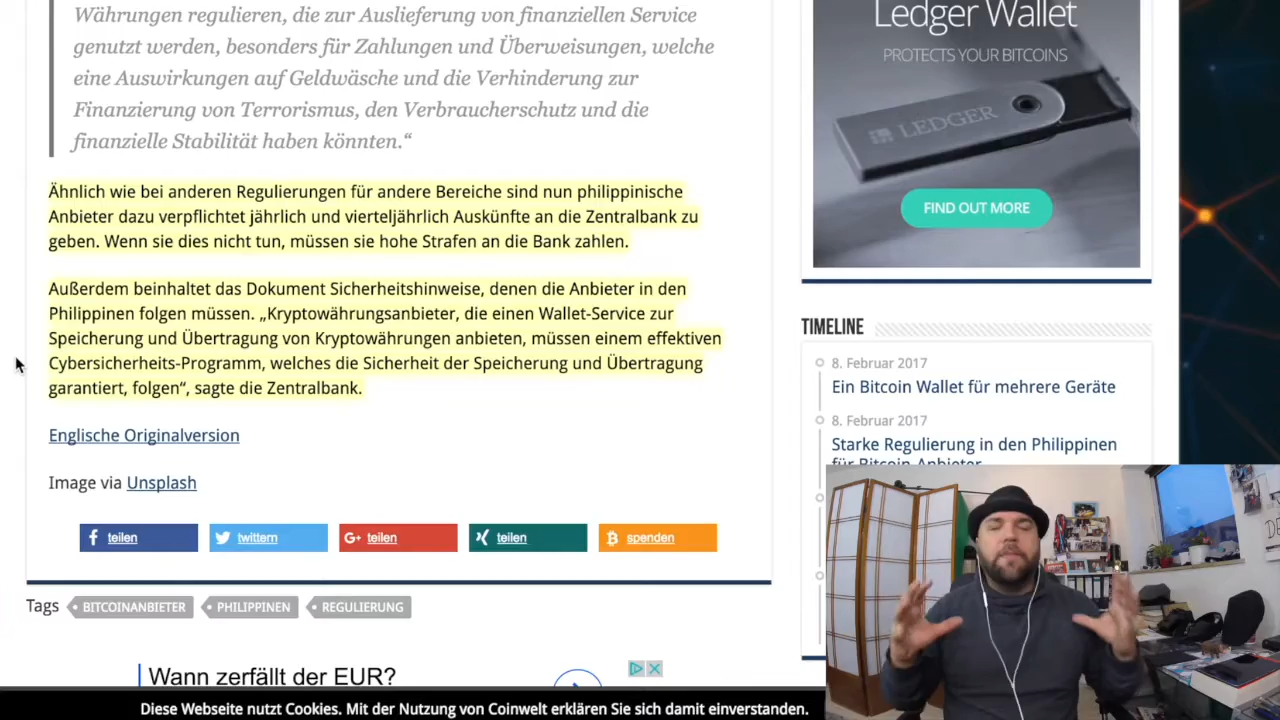 Währungen regulieren, die zur Auslieferung von finanziellen Service
genutzt werden, besonders für Zahlungen und Überweisungen, welche
eine Auswirkungen auf Geldwäsche und die Verhinderung zur
Finanzierung von Terrorismus, den Verbraucherschutz und die
finanzielle Stabilität haben könnten.“
Ähnlich wie bei anderen Regulierungen für andere Bereiche sind nun philippinische
Anbieter dazu verpflichtet jährlich und vierteljährlich Auskünfte an die Zentralbank zu
geben. Wenn sie dies nicht tun, müssen sie hohe Strafen an die Bank zahlen.
Außerdem beinhaltet das Dokument Sicherheitshinweise, denen die Anbieter in den
Philippinen folgen müssen. „Kryptowährungsanbieter, die einen Wallet-Service zur
Speicherung und Übertragung von Kryptowährungen anbieten, müssen einem effektiven
Cybersicherheits-Programm, welches die Sicherheit der Speicherung und Übertragung
garantiert, folgen“, sagte die Zentralbank.
Englische Originalversion
Image via Unsplash
teilen
twittern
teilen
teilen
spenden
Tags BITCOINANBIETER PHILIPPINEN REGULIERUNG
Wann zerfällt der EUR?
Ledger Wallet
PROTECTS YOUR BITCOINS
LEDGER
FIND OUT MORE
TIMELINE
8. Februar 2017
Ein Bitcoin Wallet für mehrere Geräte
8. Februar 2017
Starke Regulierung in den Philippinen
für Bitcoin-Anbieter
Diese Webseite nutzt Cookies. Mit der Nutzung von Coinwelt erklären Sie sich damit einverstanden.